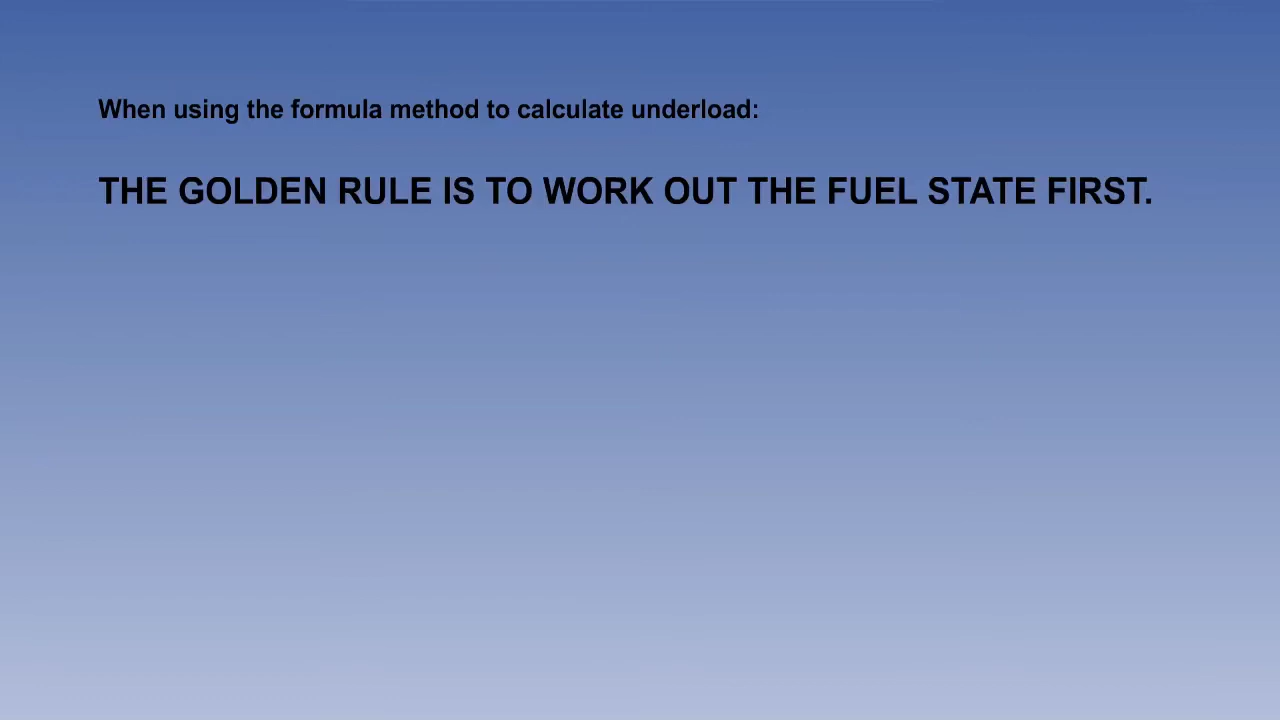 When using the formula method to calculate underload:
THE GOLDEN RULE IS TO WORK OUT THE FUEL STATE FIRST.